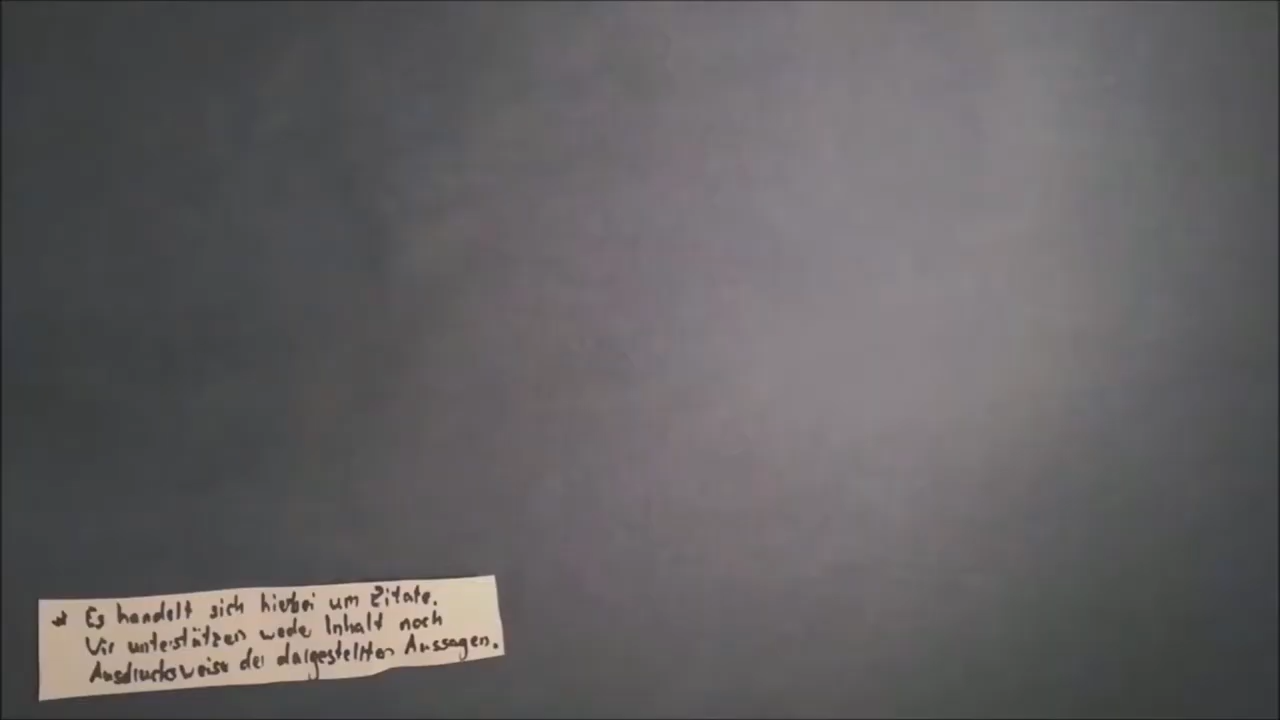 * Es handelt sich hierbei um Zitate.
Wir unterstützen weder Inhalt noch
Ausdrucksweise der dargestellten Aussagen.